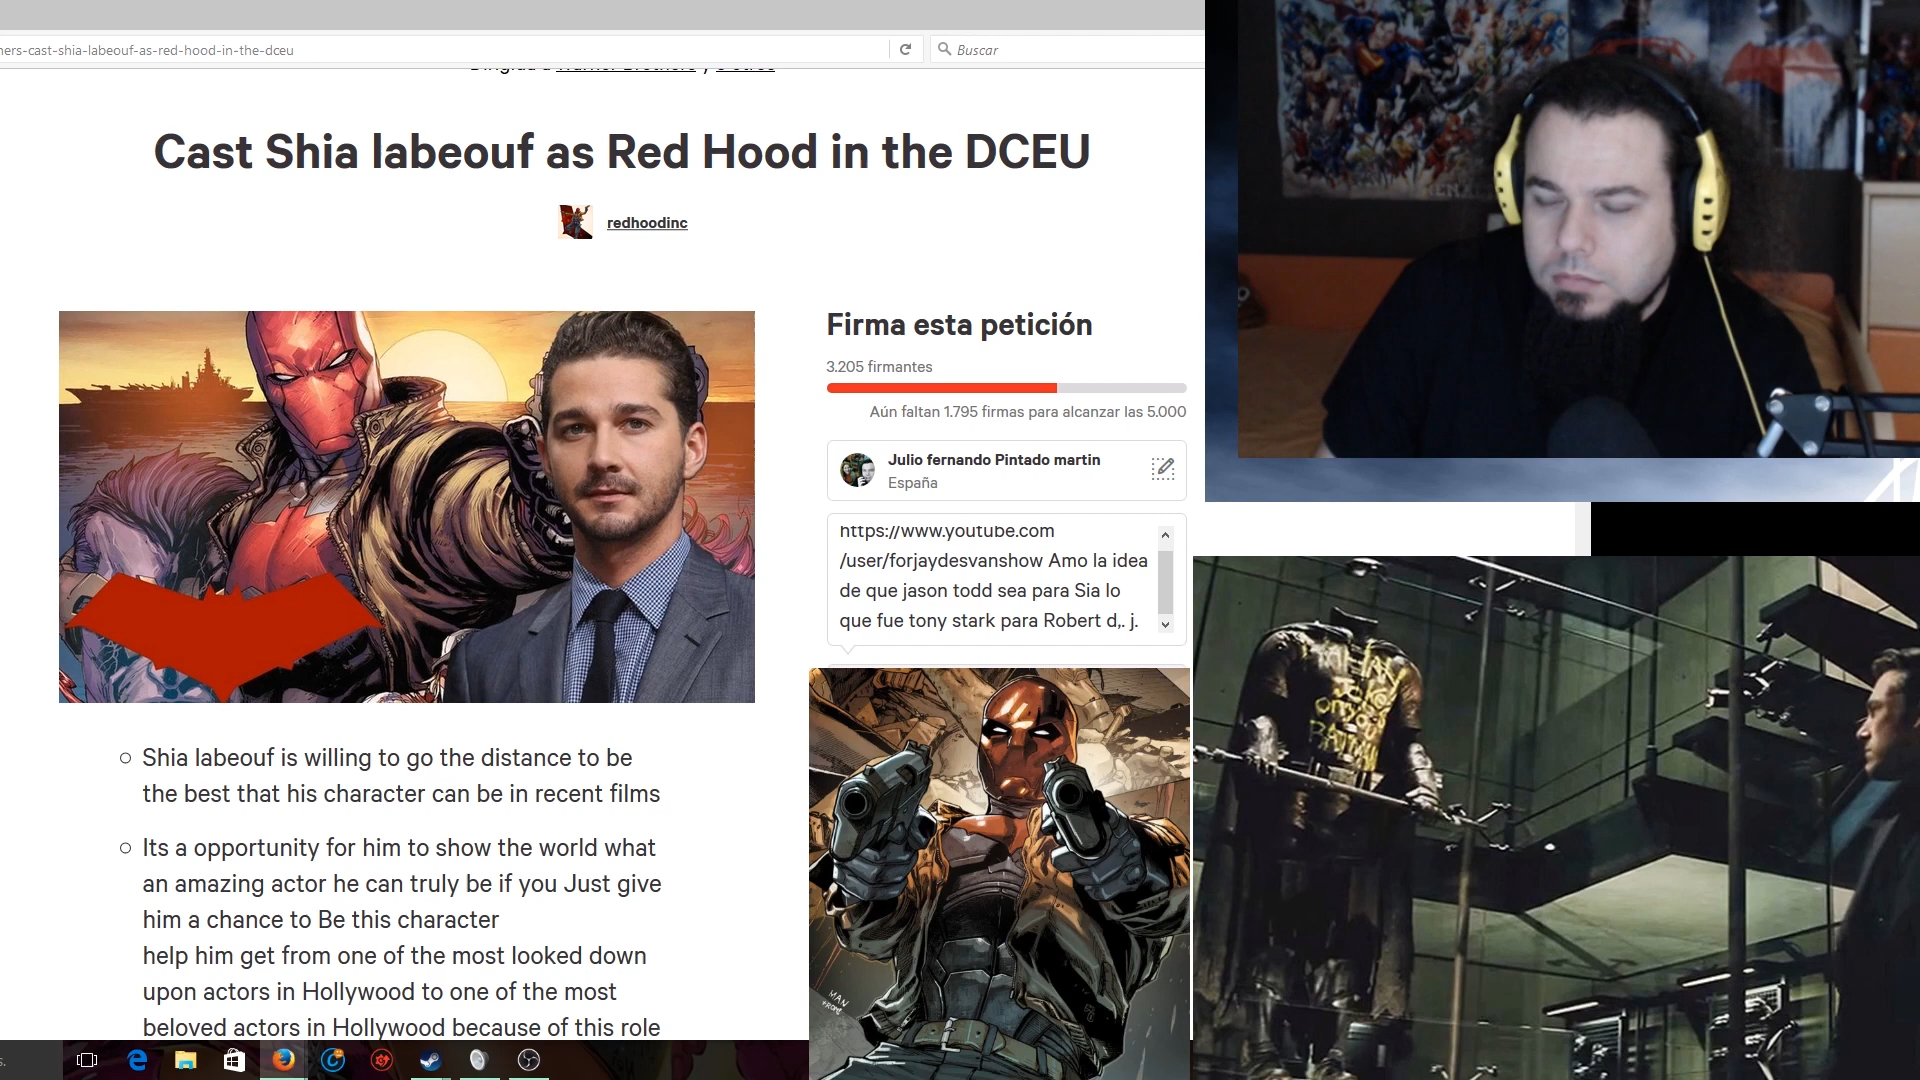 ners-cast-shia-labeouf-as-red-hood-in-the-dceu
Buscar
Dirigida a Warner Brothers y
Cast Shia labeouf as Red Hood in the DCEU
redhoodinc
Firma esta petición
3.205 firmantes
Aún faltan 1.795 firmas para alcanzar las 5.000
Julio fernando Pintado martin
España
https://www.youtube.com
/user/forjaydesvanshow Amo la idea
de que jason todd sea para Sia lo
que fue tony stark para Robert d,. j.
Shia labeouf is willing to go the distance to be
the best that his character can be in recent films
Its a opportunity for him to show the world what
an amazing actor he can truly be if you Just give
him a chance to Be this character
help him get from one of the most looked down
upon actors in Hollywood to one of the most
beloved actors in Hollywood because of this role
s.
BATMAN